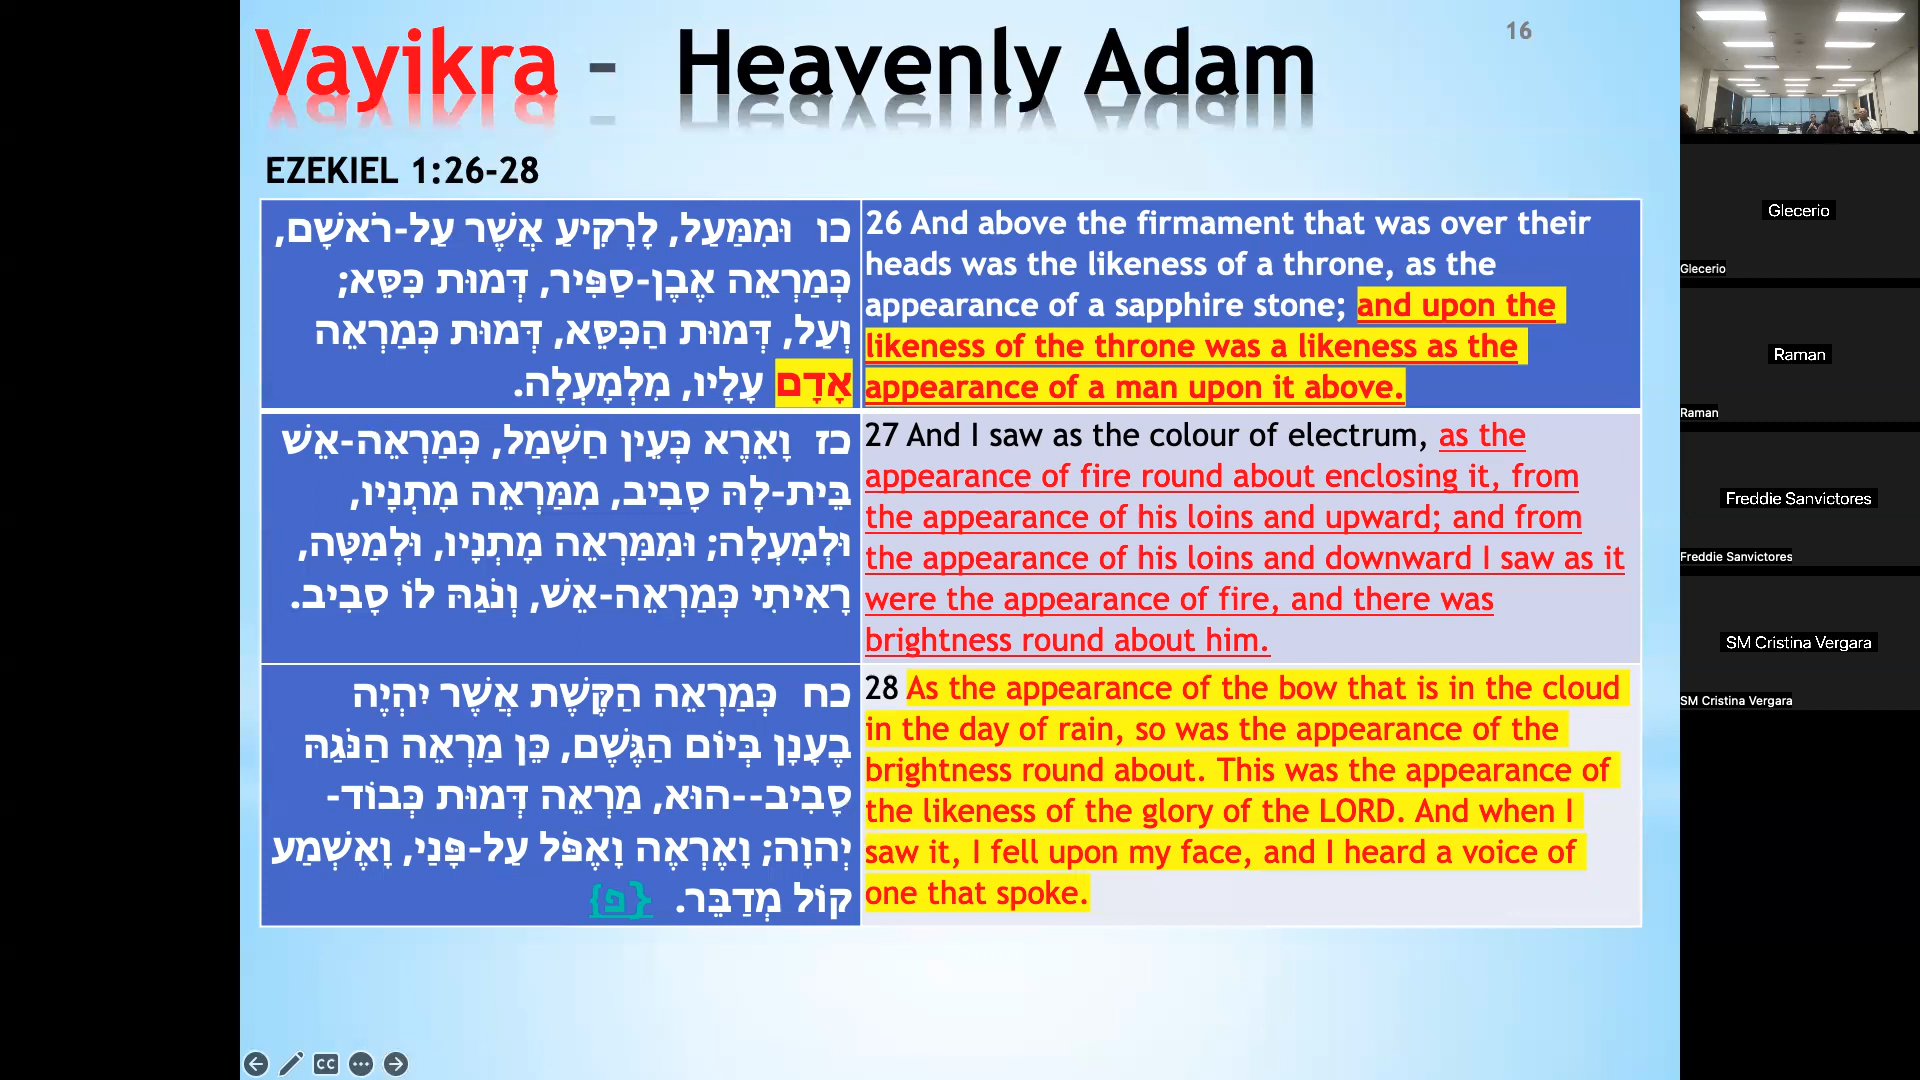 Vayikra - Heavenly Adam
16
EZEKIEL 1:26-28
כו וּמִמַּעַל, לָרָקִיעַ אֲשֶׁר עַל-רֹאשָׁם,
כְּמַרְאֵה אֶבֶן-סַפִּיר, דְּמוּת כִּסֵּא;
וְעַל, דְּמוּת הַכִּסֵּא, דְּמוּת כְּמַרְאֵה
אָדָם עָלָיו, מִלְמָעְלָה.
26 And above the firmament that was over their
heads was the likeness of a throne, as the
appearance of a sapphire stone; and upon the
likeness of the throne was a likeness as the
appearance of a man upon it above.
כז וָאֵרֶא כְּעֵין חַשְׁמַל, כְּמַרְאֵה-אֵשׁ
בֵּית-לָהּ סָבִיב, מִמַּרְאֵה מָתְנָיו,
וּלְמָעְלָה; וּמִמַּרְאֵה מָתְנָיו, וּלְמַטָּה,
רָאִיתִי כְּמַרְאֵה-אֵשׁ, וְנֹגַהּ לוֹ סָבִיב.
27 And I saw as the colour of electrum, as the
appearance of fire round about enclosing it, from
the appearance of his loins and upward; and from
the appearance of his loins and downward I saw as it
were the appearance of fire, and there was
brightness round about him.
כח כְּמַרְאֵה הַקֶּשֶׁת אֲשֶׁר יִהְיֶה
בֶעָנָן בְּיוֹם הַגֶּשֶׁם, כֵּן מַרְאֵה הַנֹּגַהּ
סָבִיב--הוּא, מַרְאֵה דְּמוּת כְּבוֹד-
יְהוָה; וָאֶרְאֶה וָאֶפֹּל עַל-פָּנַי, וָאֶשְׁמַע
קוֹל מְדַבֵּר. {פ}
28 As the appearance of the bow that is in the cloud
in the day of rain, so was the appearance of the
brightness round about. This was the appearance of
the likeness of the glory of the LORD. And when I
saw it, I fell upon my face, and I heard a voice of
one that spoke.
CC
Glecerio
Glecerio
Raman
Raman
Freddie Sanvictores
Freddie Sanvictores
SM Cristina Vergara
SM Cristina Vergara